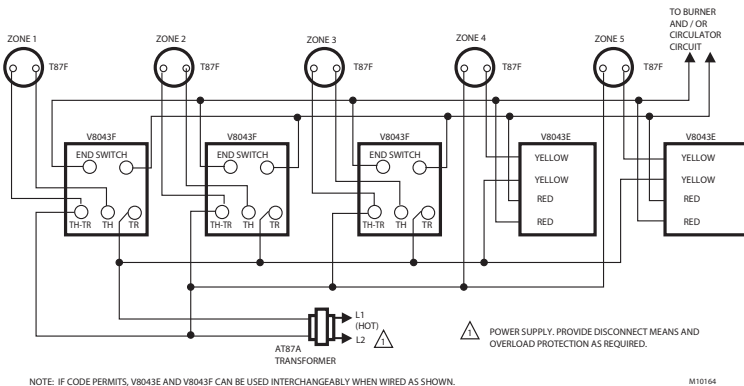 TO BURNER
AND / OR
CIRCULATOR
CIRCUIT
ZONE 1
ZONE 2
ZONE 3
ZONE 4
ZONE 5
T87F
T87F
T87F
T87F
T87F
V8043F
V8043F
V8043F
V8043E
V8043E
END SWITCH
END SWITCH
END SWITCH
YELLOW
YELLOW
YELLOW
YELLOW
RED
RED
RED
RED
TH-TR TH TR
TH-TR TH TR
TH-TR TH TR
L1
(HOT)
L2
1
AT87A
TRANSFORMER
1 POWER SUPPLY. PROVIDE DISCONNECT MEANS AND
OVERLOAD PROTECTION AS REQUIRED.
NOTE: IF CODE PERMITS, V8043E AND V8043F CAN BE USED INTERCHANGEABLY WHEN WIRED AS SHOWN.
M10164